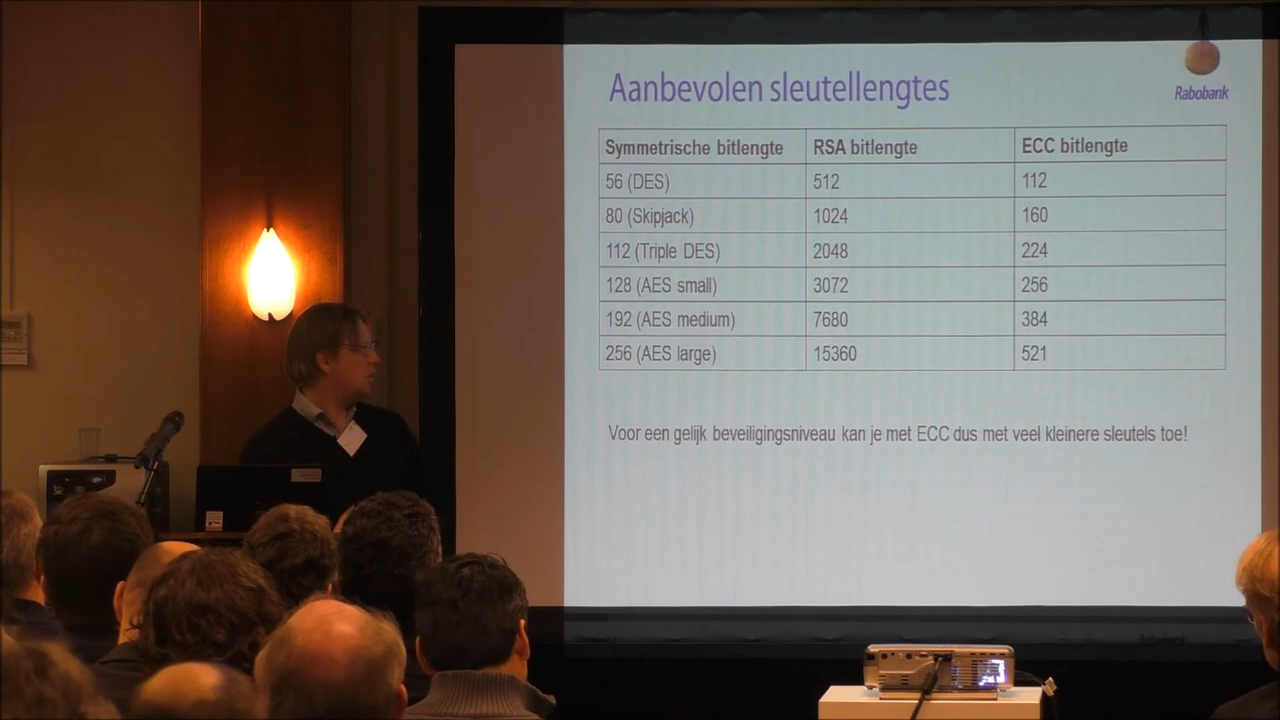 Aanbevolen sleutellengtes
Rabobank
Symmetrische bitlengte RSA bitlengte ECC bitlengte
56 (DES) 512 112
80 (Skipjack) 1024 160
112 (Triple DES) 2048 224
128 (AES small) 3072 256
192 (AES medium) 7680 384
256 (AES large) 15360 521
Voor een gelijk beveiligingsniveau kan je met ECC dus met veel kleinere sleutels toe!